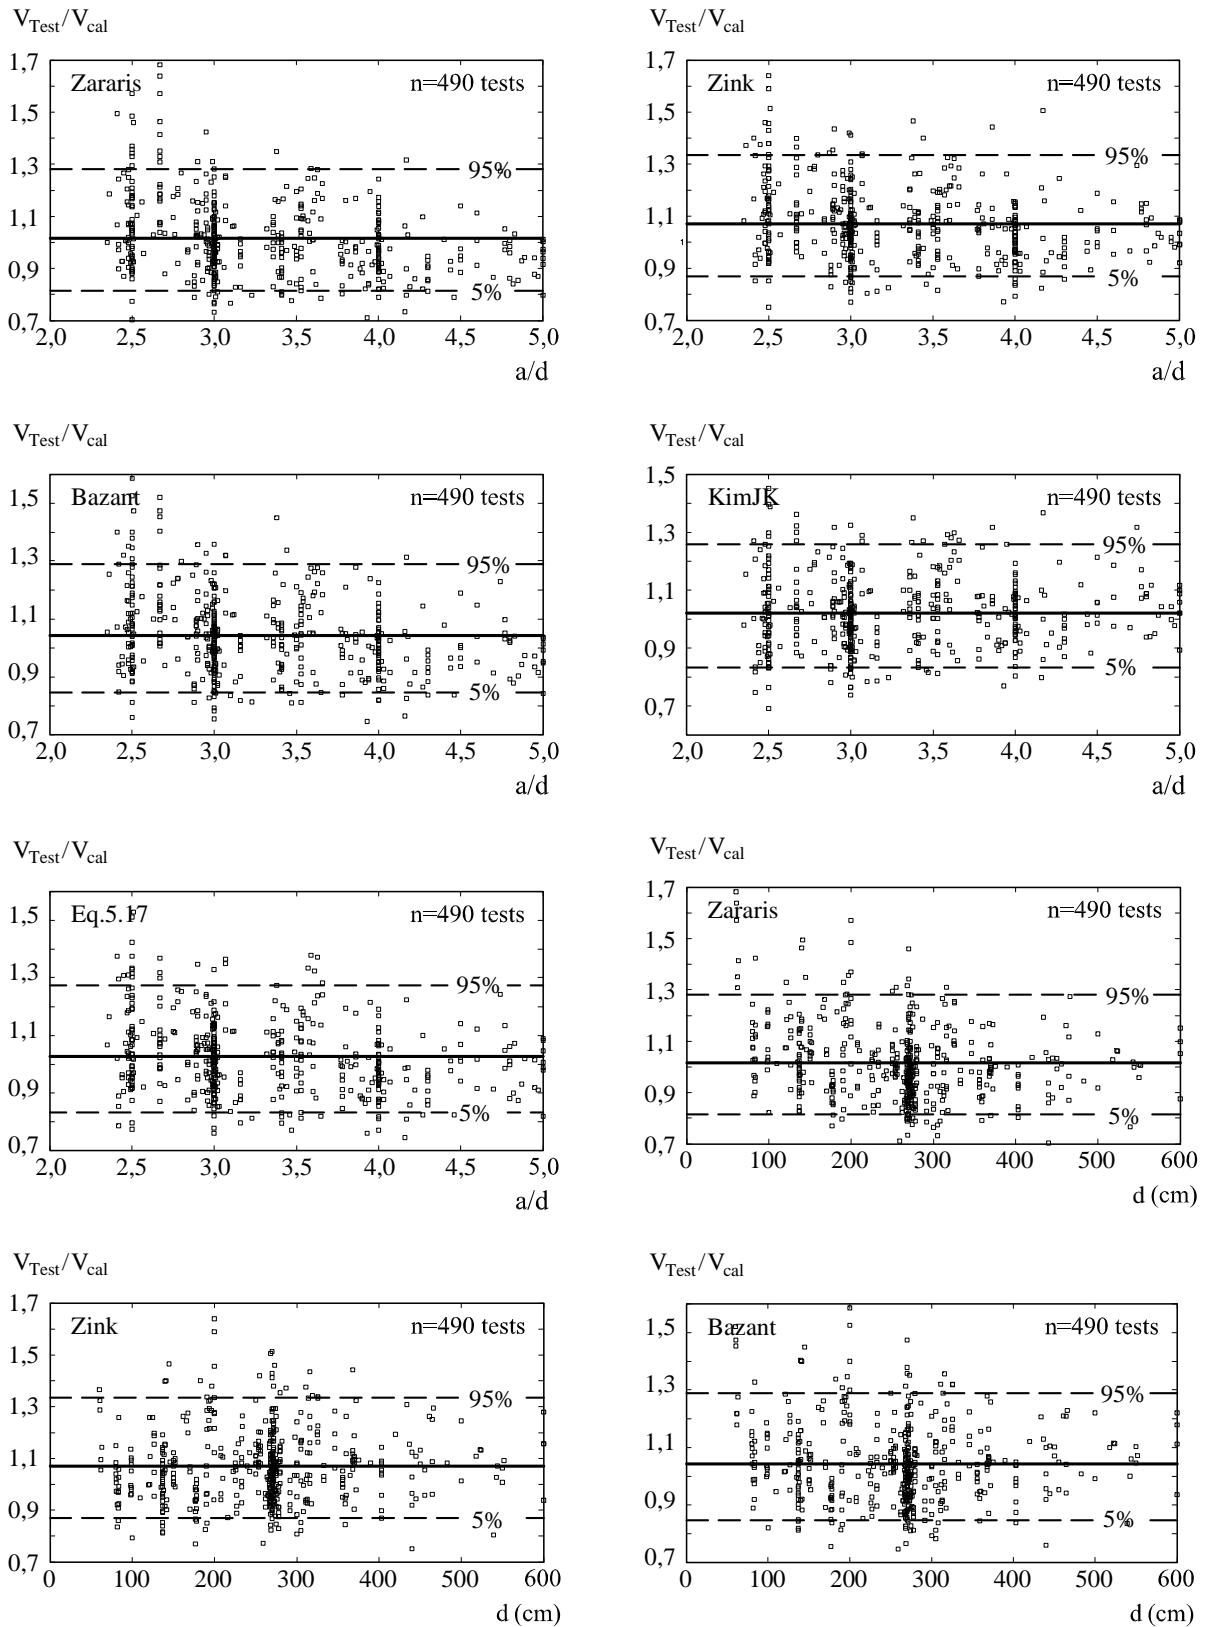 V_Test/V_cal
1,7
Zararis
n=490 tests
1,5
1,3
95%
1,1
0,9
5%
0,7
2,0 2,5 3,0 3,5 4,0 4,5 5,0
a/d
V_Test/V_cal
1,7
Zink
n=490 tests
1,5
1,3
95%
1,1
0,9
5%
0,7
2,0 2,5 3,0 3,5 4,0 4,5 5,0
a/d
V_Test/V_cal
Bazant
n=490 tests
1,5
1,3
95%
1,1
0,9
5%
0,7
2,0 2,5 3,0 3,5 4,0 4,5 5,0
a/d
V_Test/V_cal
1,5
KimJK
n=490 tests
1,3
95%
1,1
0,9
5%
0,7
2,0 2,5 3,0 3,5 4,0 4,5 5,0
a/d
V_Test/V_cal
Eq.5.17
n=490 tests
1,5
1,3
95%
1,1
0,9
5%
0,7
2,0 2,5 3,0 3,5 4,0 4,5 5,0
a/d
V_Test/V_cal
1,7
Zararis
n=490 tests
1,5
1,3
95%
1,1
0,9
5%
0,7
0 100 200 300 400 500 600
d (cm)
V_Test/V_cal
1,7
Zink
n=490 tests
1,5
1,3
95%
1,1
0,9
5%
0,7
0 100 200 300 400 500 600
d (cm)
V_Test/V_cal
Bazant
n=490 tests
1,5
1,3
95%
1,1
0,9
5%
0,7
0 100 200 300 400 500 600
d (cm)